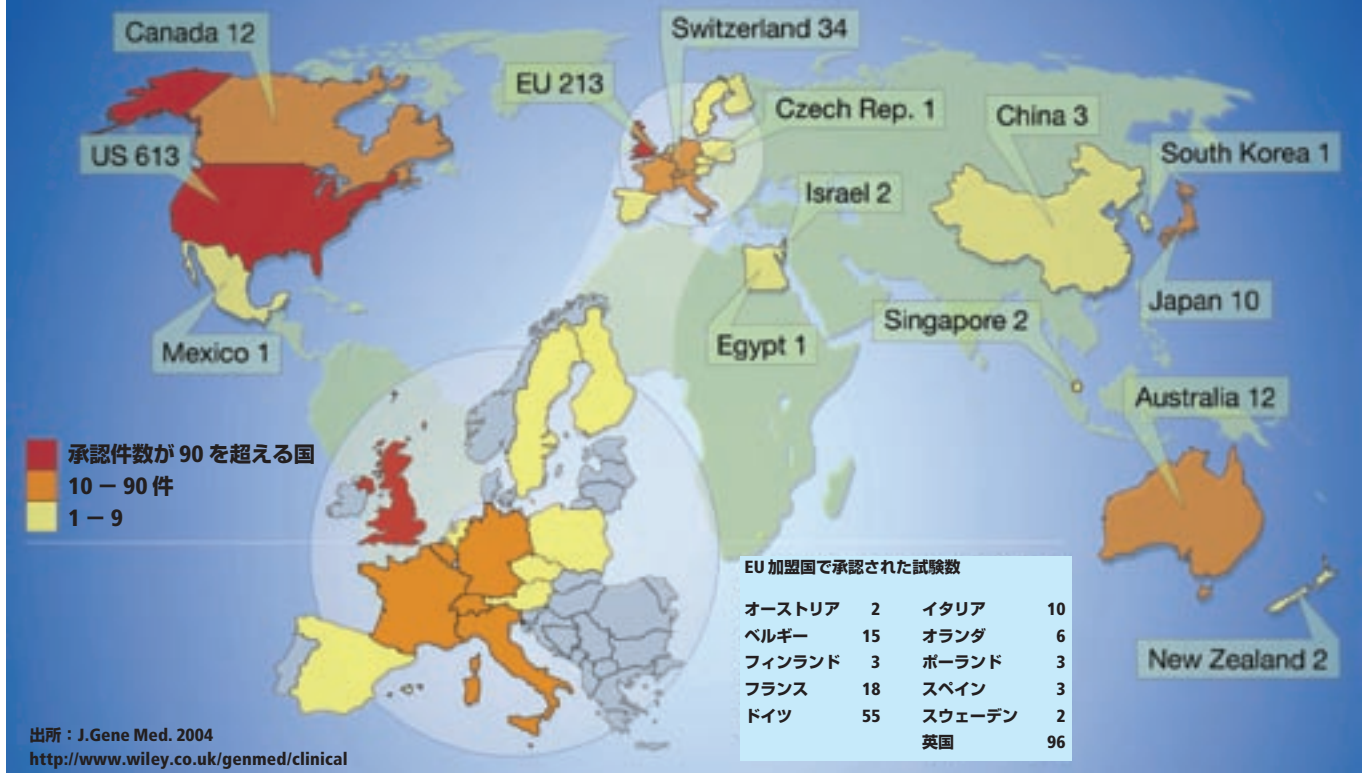 Canada 12
Switzerland 34
EU 213
Czech Rep. 1
China 3
US 613
South Korea 1
Israel 2
Japan 10
Singapore 2
Mexico 1
Egypt 1
Australia 12
承認件数が 90 を超える国
10 － 90 件
1 － 9
EU 加盟国で承認された試験数
オーストリア 2 イタリア 10
ベルギー 15 オランダ 6
フィンランド 3 ポーランド 3
フランス 18 スペイン 3
ドイツ 55 スウェーデン 2
英国 96
New Zealand 2
出所：J.Gene Med. 2004
http://www.wiley.co.uk/genmed/clinical